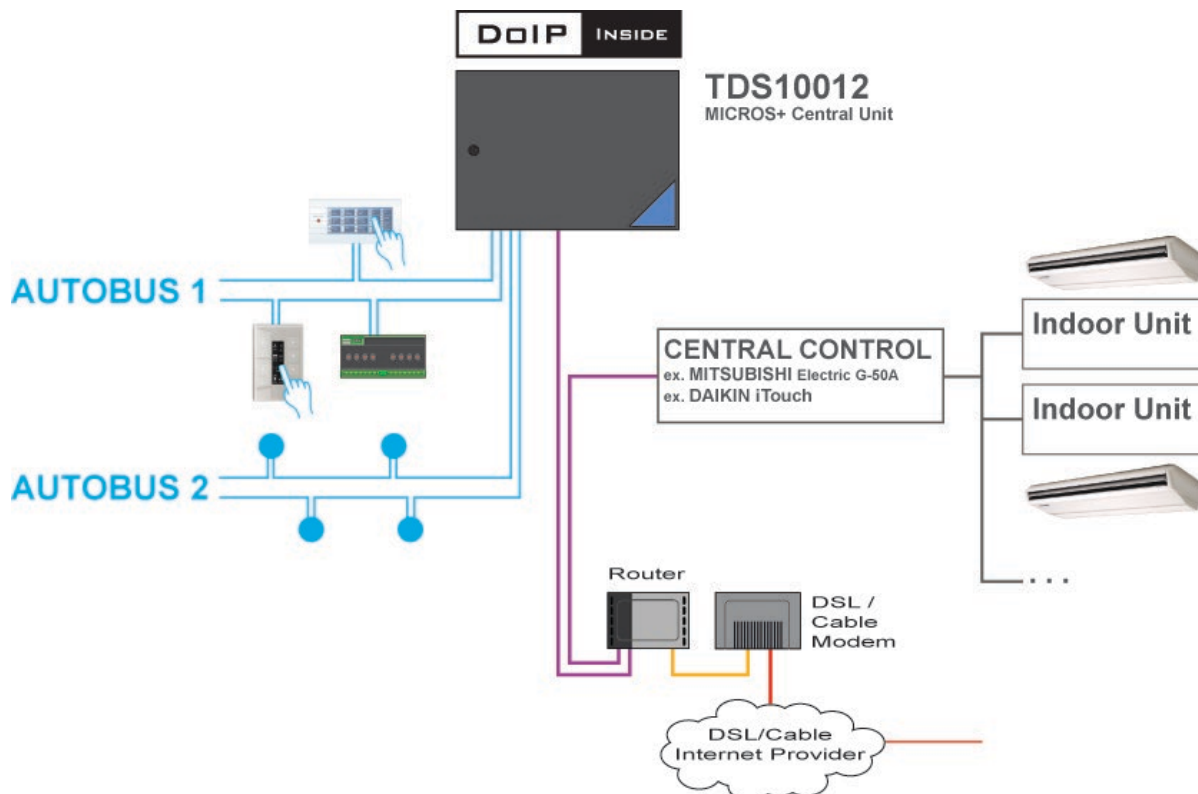 DoIP INSIDE
TDS10012
MICROS+ Central Unit
AUTOBUS 1
CENTRAL CONTROL
ex. MITSUBISHI Electric G-50A
ex. DAIKIN iTouch
Indoor Unit
Indoor Unit
AUTOBUS 2
. . .
Router
DSL /
Cable
Modem
DSL/Cable
Internet Provider